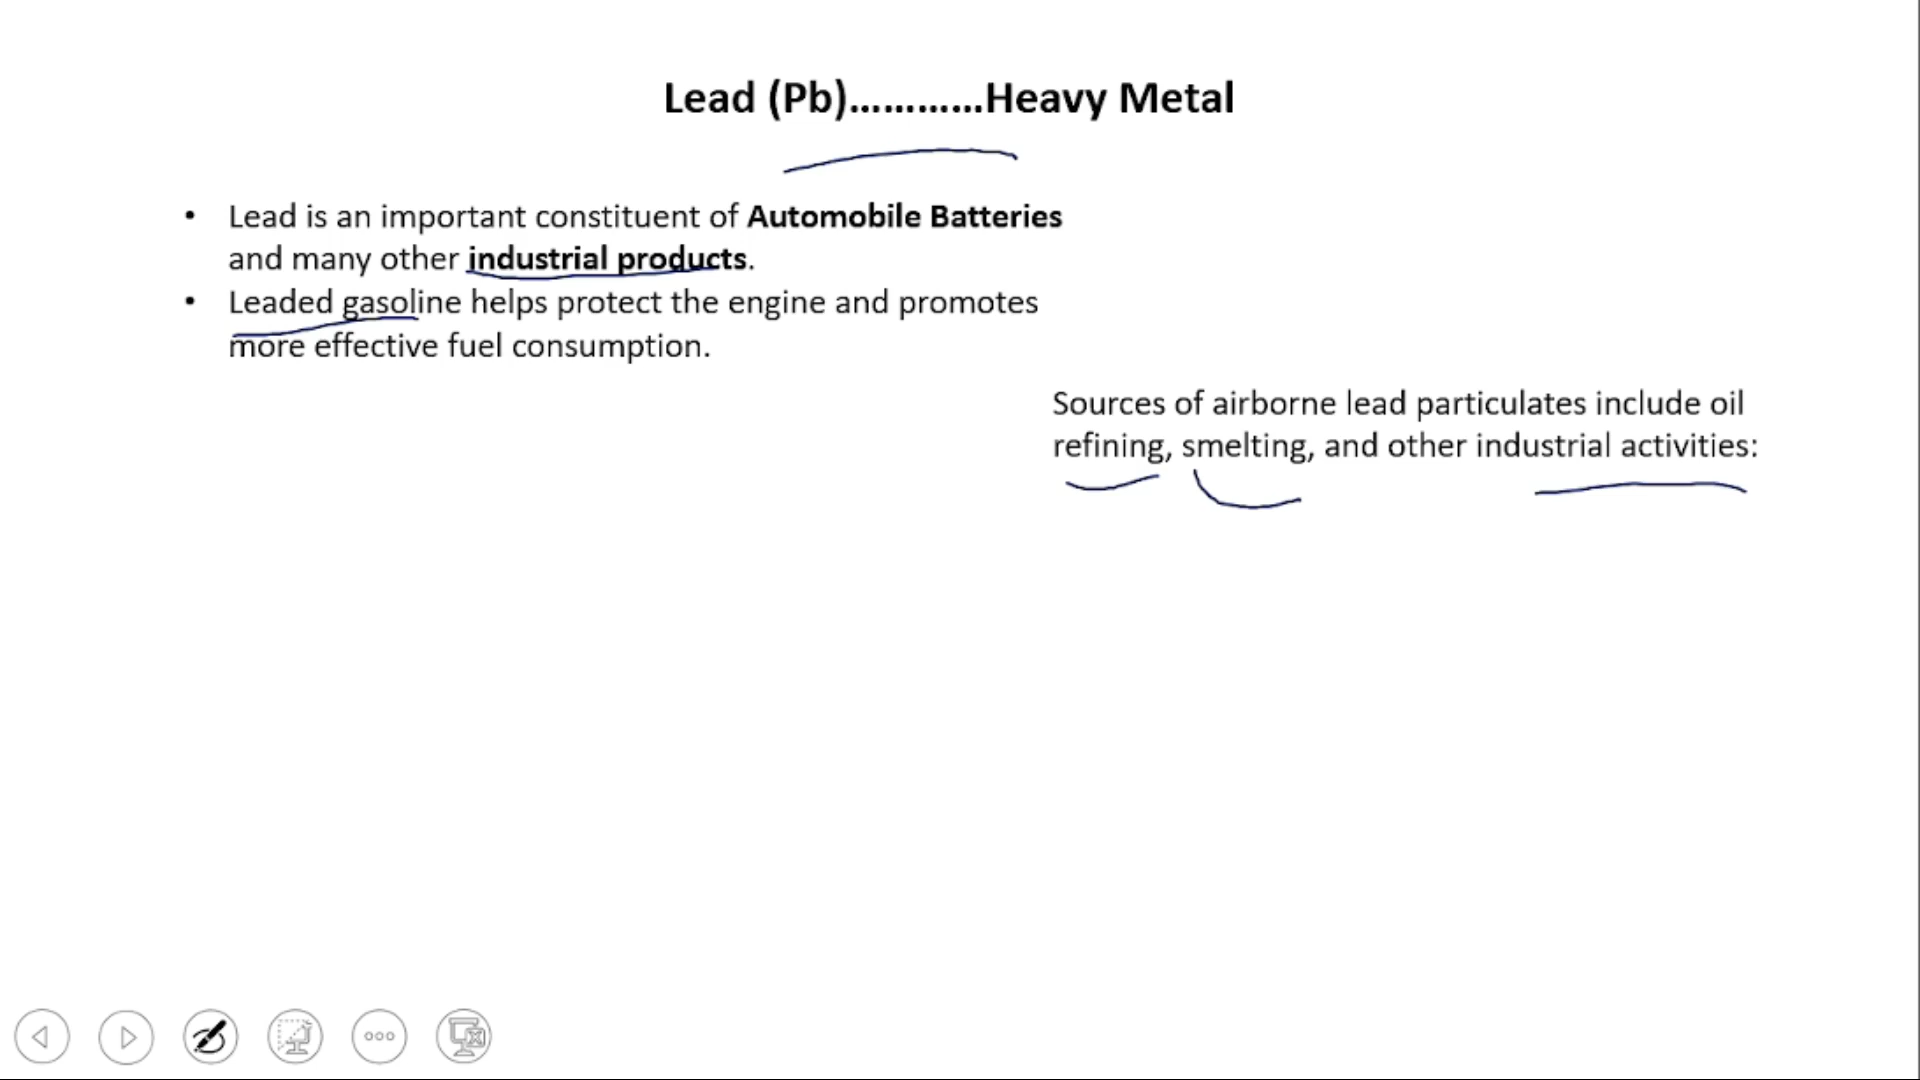 Lead (Pb)............Heavy Metal
• Lead is an important constituent of Automobile Batteries
and many other industrial products.
• Leaded gasoline helps protect the engine and promotes
more effective fuel consumption.
Sources of airborne lead particulates include oil
refining, smelting, and other industrial activities: